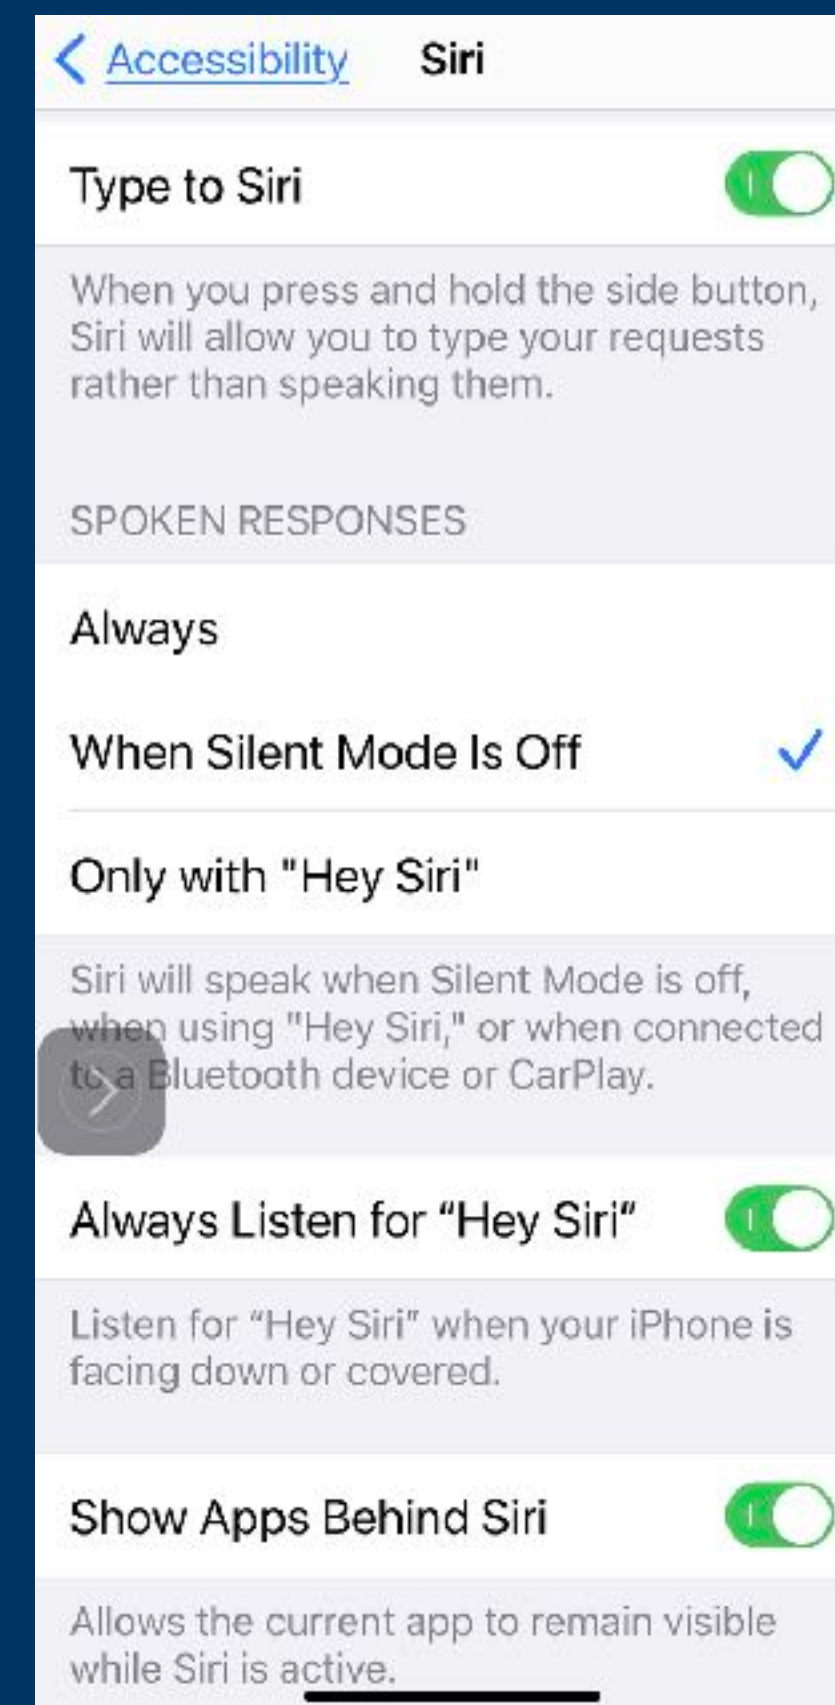 Accessibility Siri
Type to Siri
When you press and hold the side button,
Siri will allow you to type your requests
rather than speaking them.
SPOKEN RESPONSES
Always
When Silent Mode Is Off
Only with "Hey Siri"
Siri will speak when Silent Mode is off,
when using "Hey Siri," or when connected
to a Bluetooth device or CarPlay.
Always Listen for “Hey Siri”
Listen for “Hey Siri” when your iPhone is
facing down or covered.
Show Apps Behind Siri
Allows the current app to remain visible
while Siri is active.